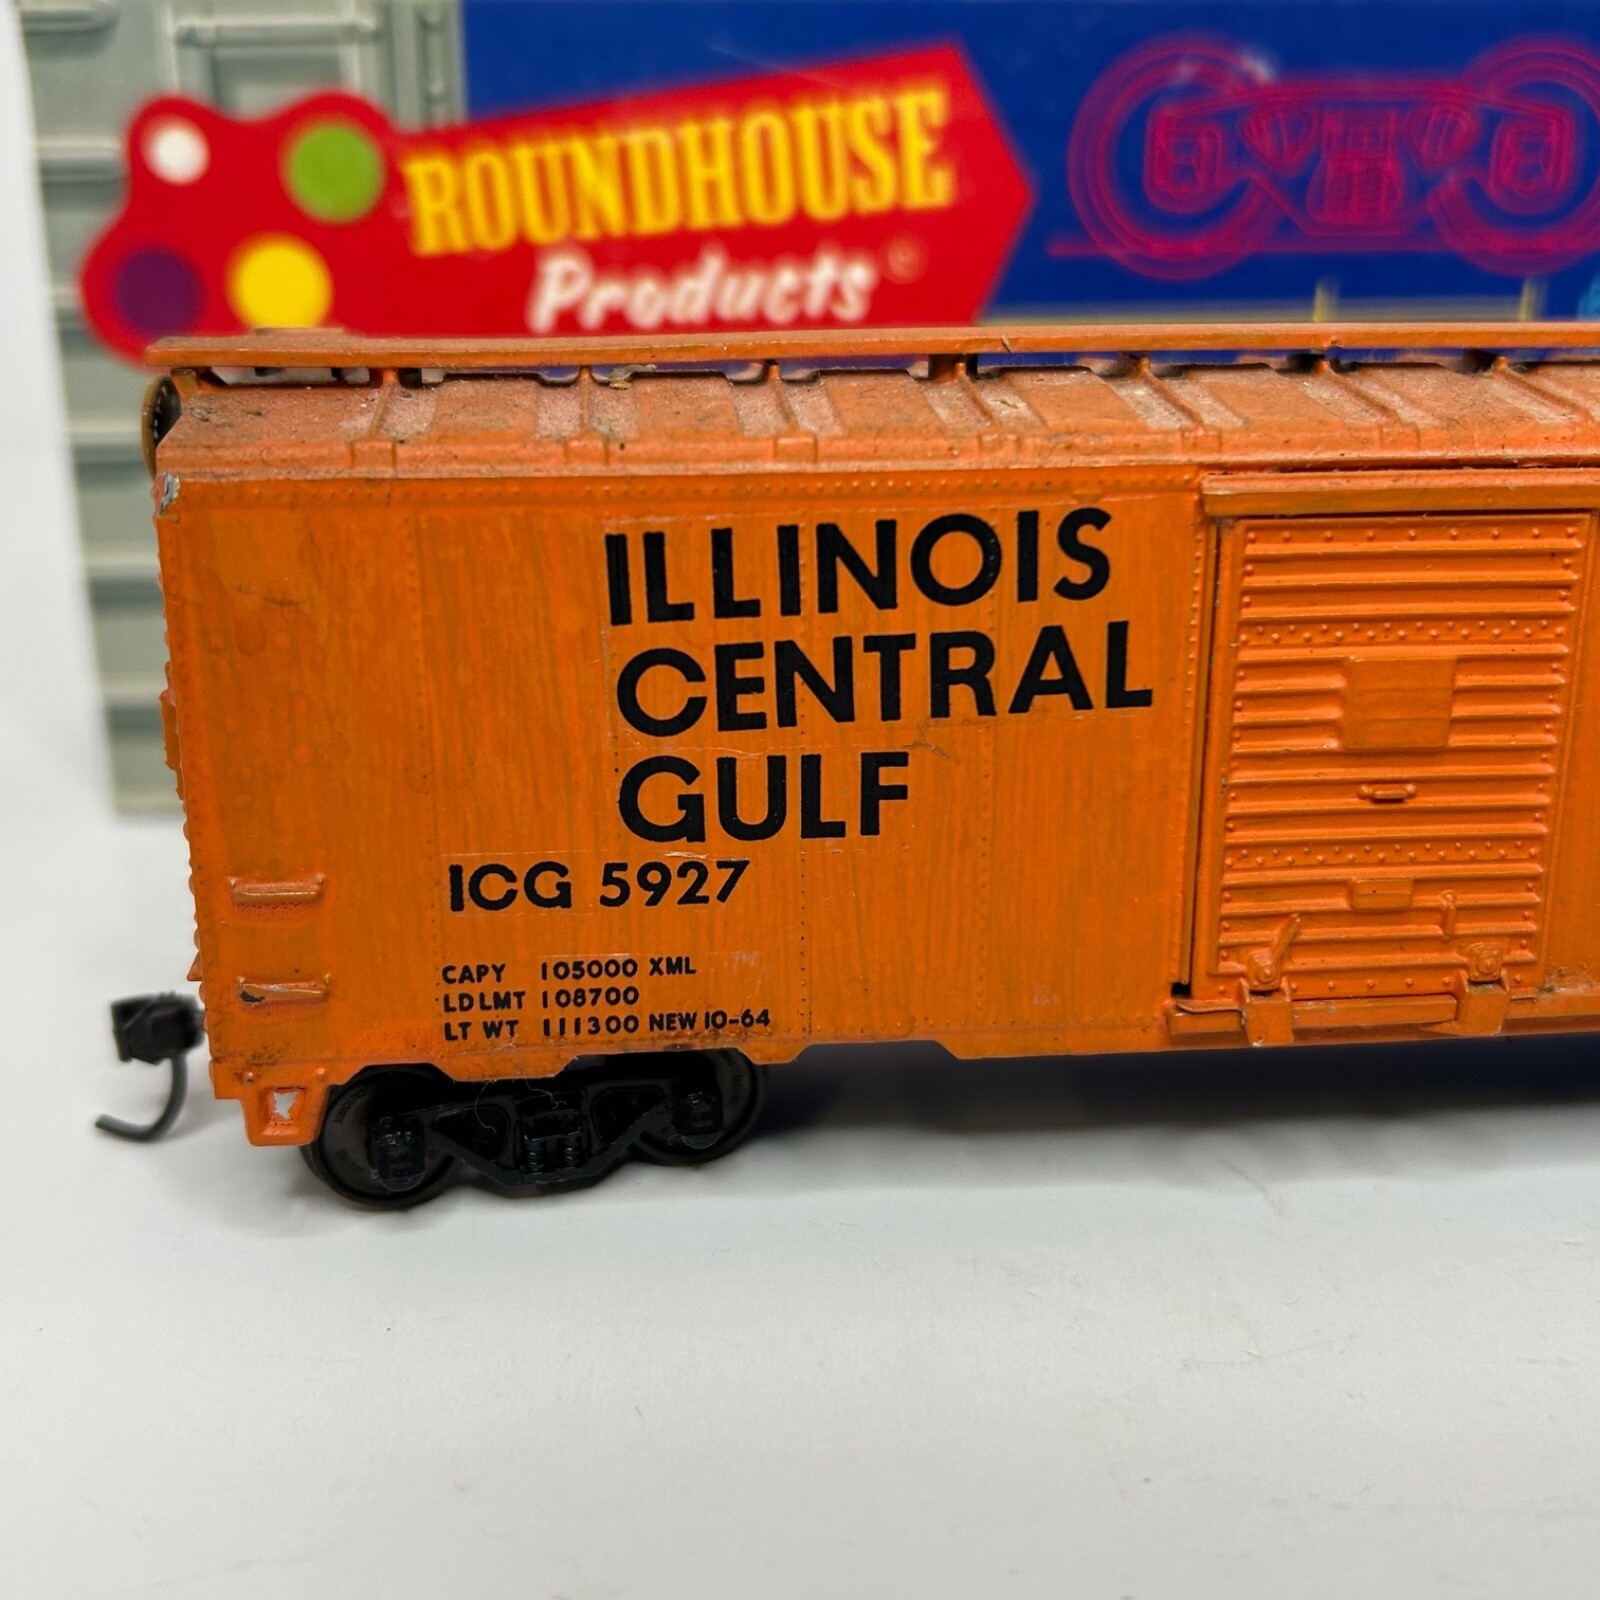 ROUNDHOUSE
Products
ILLINOIS
CENTRAL
GULF
ICG 5927
CAPY 105000 XML
LD LMT 108700
LT WT 111300 NEW 10-64